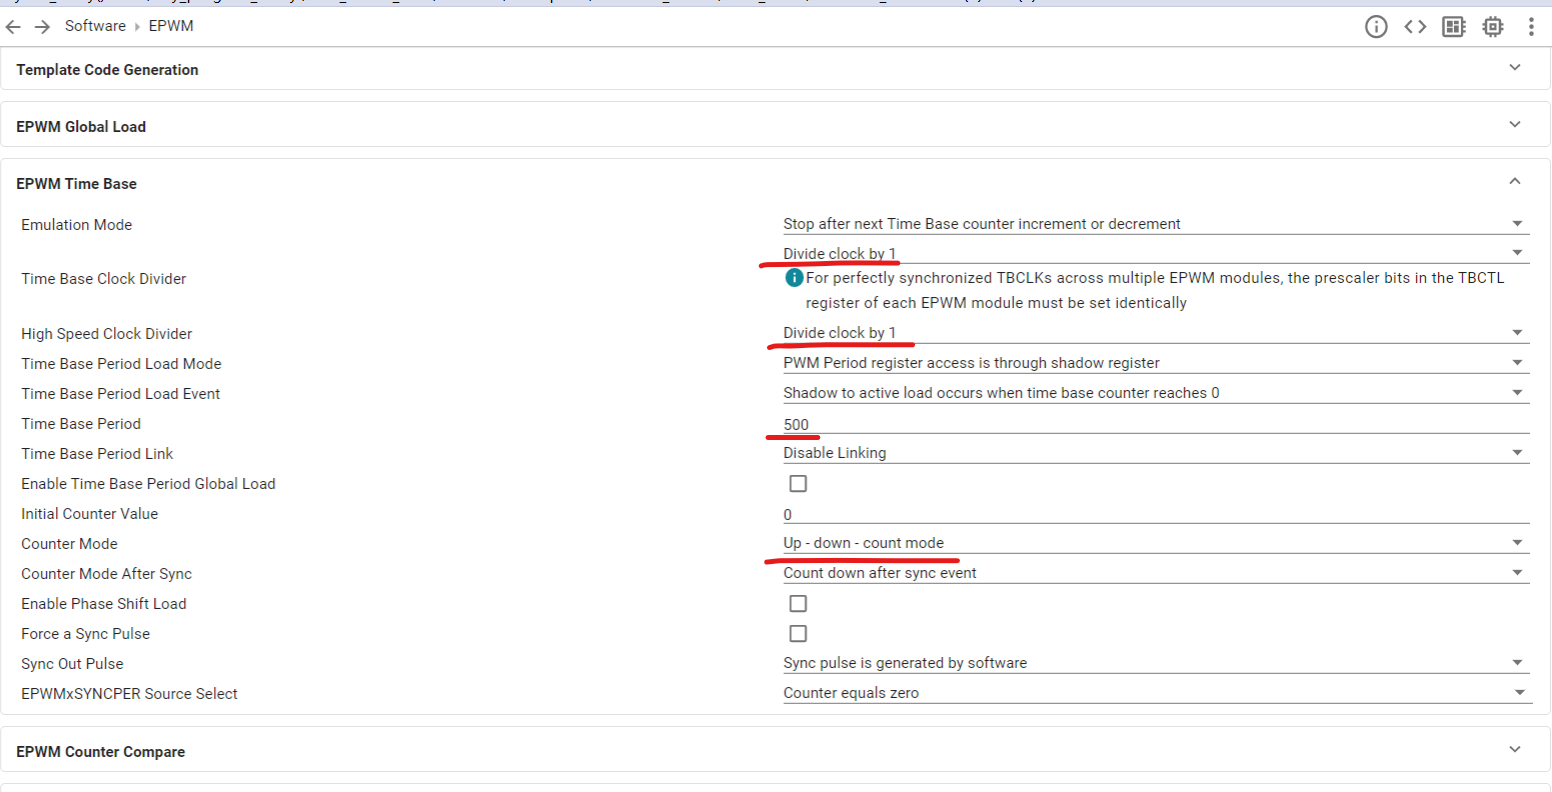 Software › EPWM
Template Code Generation
EPWM Global Load
EPWM Time Base
Emulation Mode
Stop after next Time Base counter increment or decrement
Time Base Clock Divider
Divide clock by 1
For perfectly synchronized TBCLKs across multiple EPWM modules, the prescaler bits in the TBCTL
register of each EPWM module must be set identically
High Speed Clock Divider
Divide clock by 1
Time Base Period Load Mode
PWM Period register access is through shadow register
Time Base Period Load Event
Shadow to active load occurs when time base counter reaches 0
Time Base Period
500
Time Base Period Link
Disable Linking
Enable Time Base Period Global Load
Initial Counter Value
0
Counter Mode
Up - down - count mode
Counter Mode After Sync
Count down after sync event
Enable Phase Shift Load
Force a Sync Pulse
Sync Out Pulse
Sync pulse is generated by software
EPWMxSYNCPER Source Select
Counter equals zero
EPWM Counter Compare